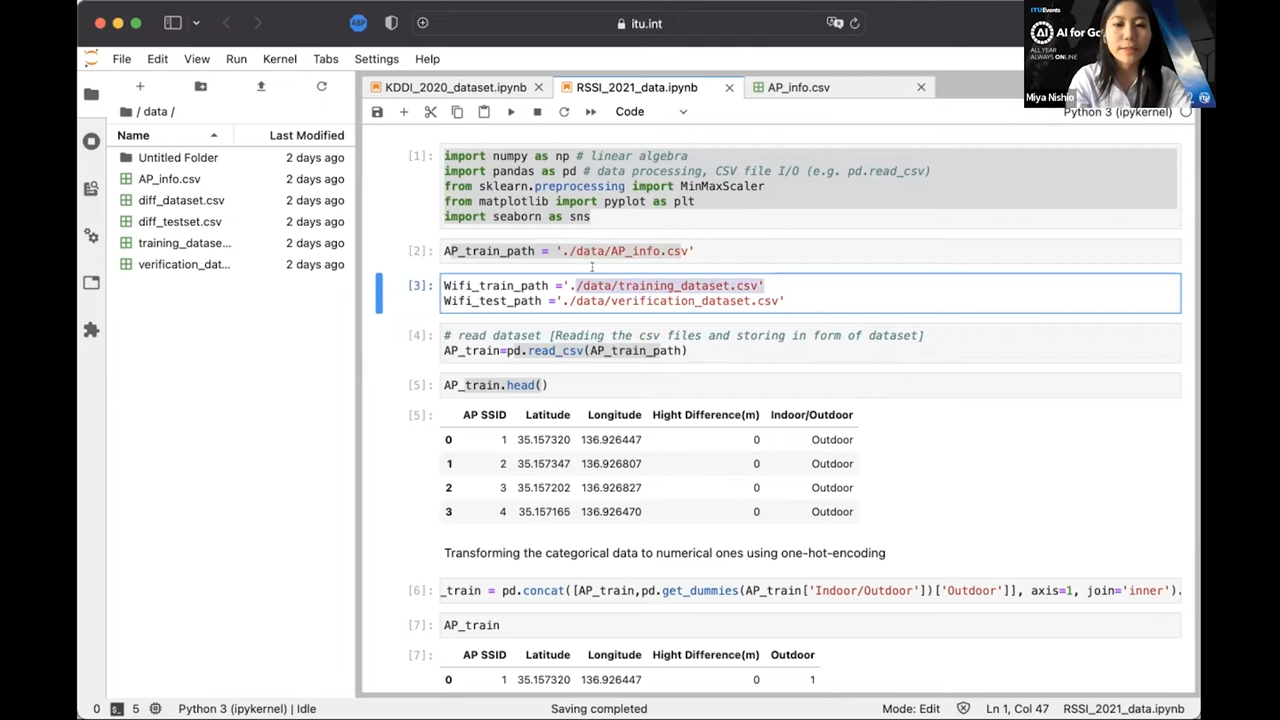 ABP
itu.int
ITUEvents
AI
AI for Go
ALL YEAR
ALWAYS ONLINE
Miya Nishio
File Edit View Run Kernel Tabs Settings Help
KDDI_2020_dataset.ipynb
RSSI_2021_data.ipynb
AP_info.csv
Code
Python 3 (ipykernel)
/ data /
Name Last Modified
Untitled Folder 2 days ago
AP_info.csv 2 days ago
diff_dataset.csv 2 days ago
diff_testset.csv 2 days ago
training_datase... 2 days ago
verification_dat... 2 days ago
[1]: import numpy as np # linear algebra
import pandas as pd # data processing, CSV file I/O (e.g. pd.read_csv)
from sklearn.preprocessing import MinMaxScaler
from matplotlib import pyplot as plt
import seaborn as sns
[2]: AP_train_path = './data/AP_info.csv'
[3]: Wifi_train_path ='./data/training_dataset.csv'
Wifi_test_path ='./data/verification_dataset.csv'
[4]: # read dataset [Reading the csv files and storing in form of dataset]
AP_train=pd.read_csv(AP_train_path)
[5]: AP_train.head()
[5]: AP SSID Latitude Longitude Hight Difference(m) Indoor/Outdoor
0 1 35.157320 136.926447 0 Outdoor
1 2 35.157347 136.926807 0 Outdoor
2 3 35.157202 136.926827 0 Outdoor
3 4 35.157165 136.926470 0 Outdoor
Transforming the categorical data to numerical ones using one-hot-encoding
[6]: _train = pd.concat([AP_train,pd.get_dummies(AP_train['Indoor/Outdoor'])['Outdoor']], axis=1, join='inner').
[7]: AP_train
[7]: AP SSID Latitude Longitude Hight Difference(m) Outdoor
0 1 35.157320 136.926447 0 1
0 5 Python 3 (ipykernel) | Idle Saving completed Mode: Edit Ln 1, Col 47 RSSI_2021_data.ipynb